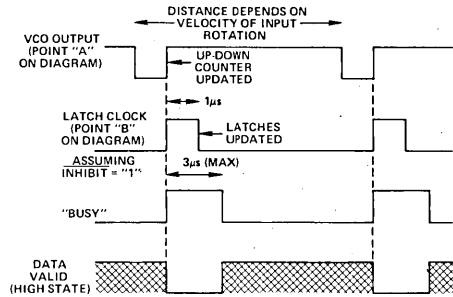 DISTANCE DEPENDS ON
VELOCITY OF INPUT
ROTATION
VCO OUTPUT
(POINT "A"
ON DIAGRAM)
UP-DOWN
COUNTER
UPDATED
1μs
LATCH CLOCK
(POINT "B"
ON DIAGRAM)
LATCHES
UPDATED
ASSUMING
INHIBIT = "1"
3μs (MAX)
"BUSY"
DATA
VALID
(HIGH STATE)